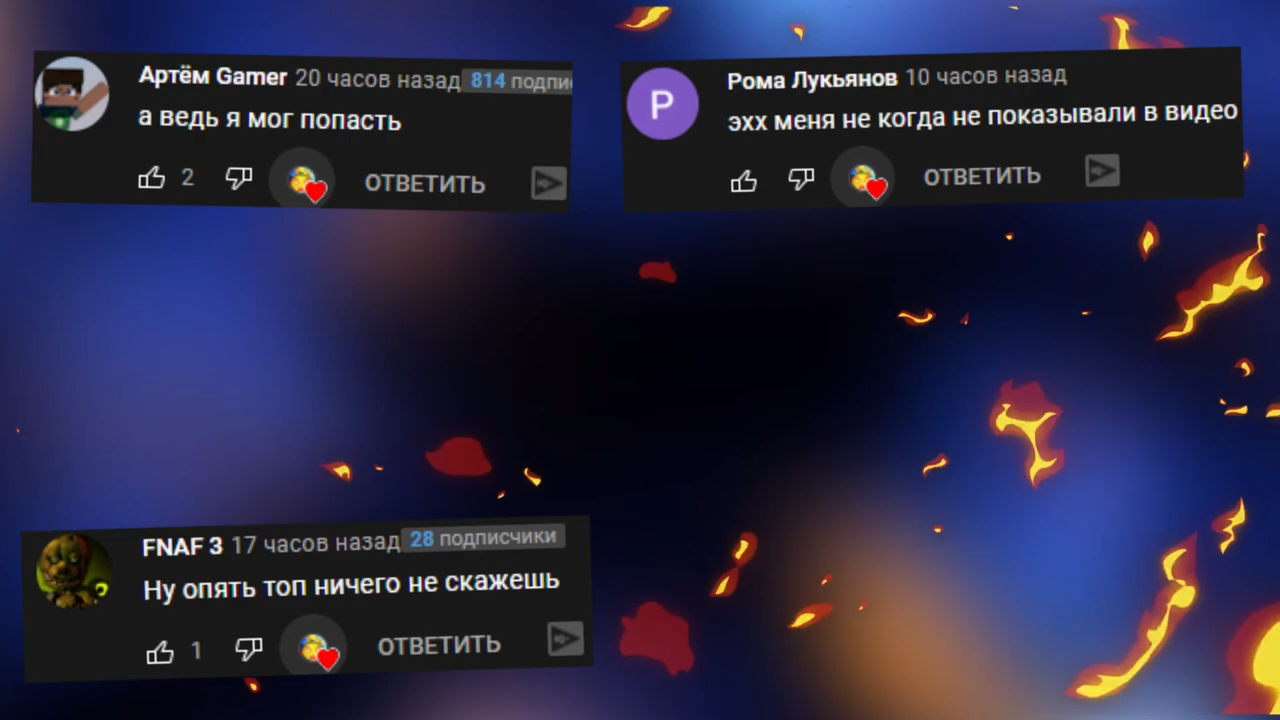 Артём Gamer 20 часов назад 814 подпи
а ведь я мог попасть
2 ОТВЕТИТЬ
Р
Рома Лукьянов 10 часов назад
эхх меня не когда не показывали в видео
ОТВЕТИТЬ
FNAF 3 17 часов назад 28 подписчики
Ну опять топ ничего не скажешь
1 ОТВЕТИТЬ